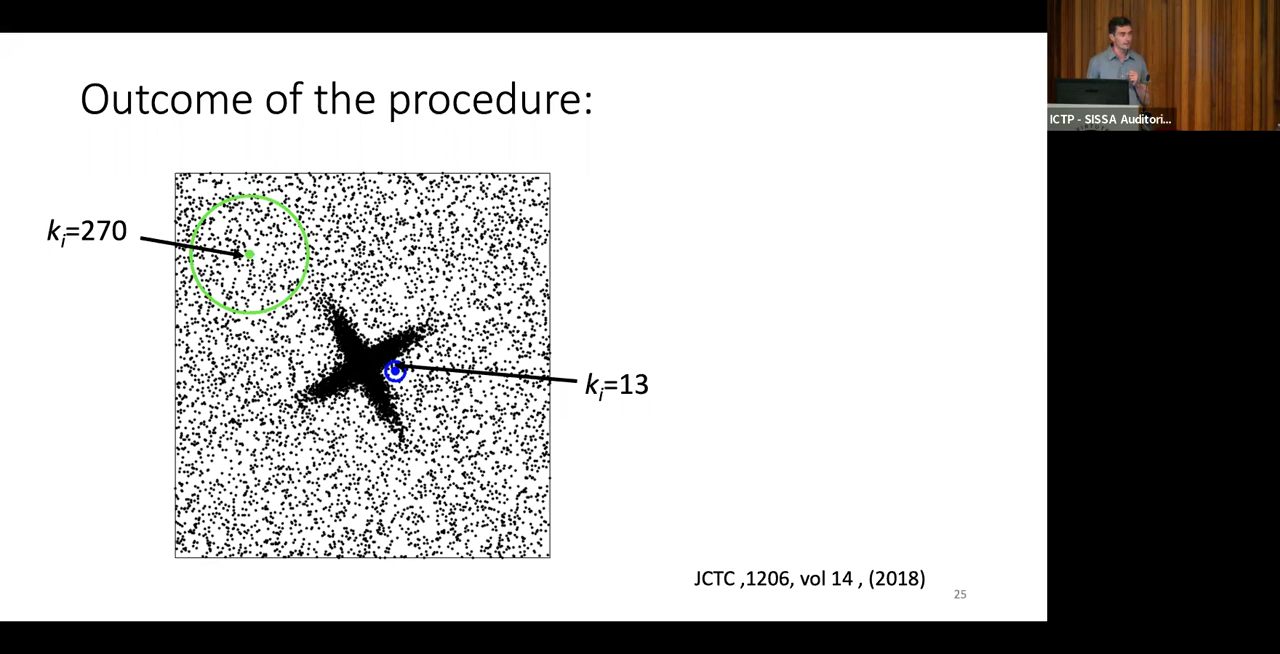 Outcome of the procedure:
kᵢ=270
kᵢ=13
JCTC ,1206, vol 14 , (2018)
25
ICTP - SISSA Auditori...